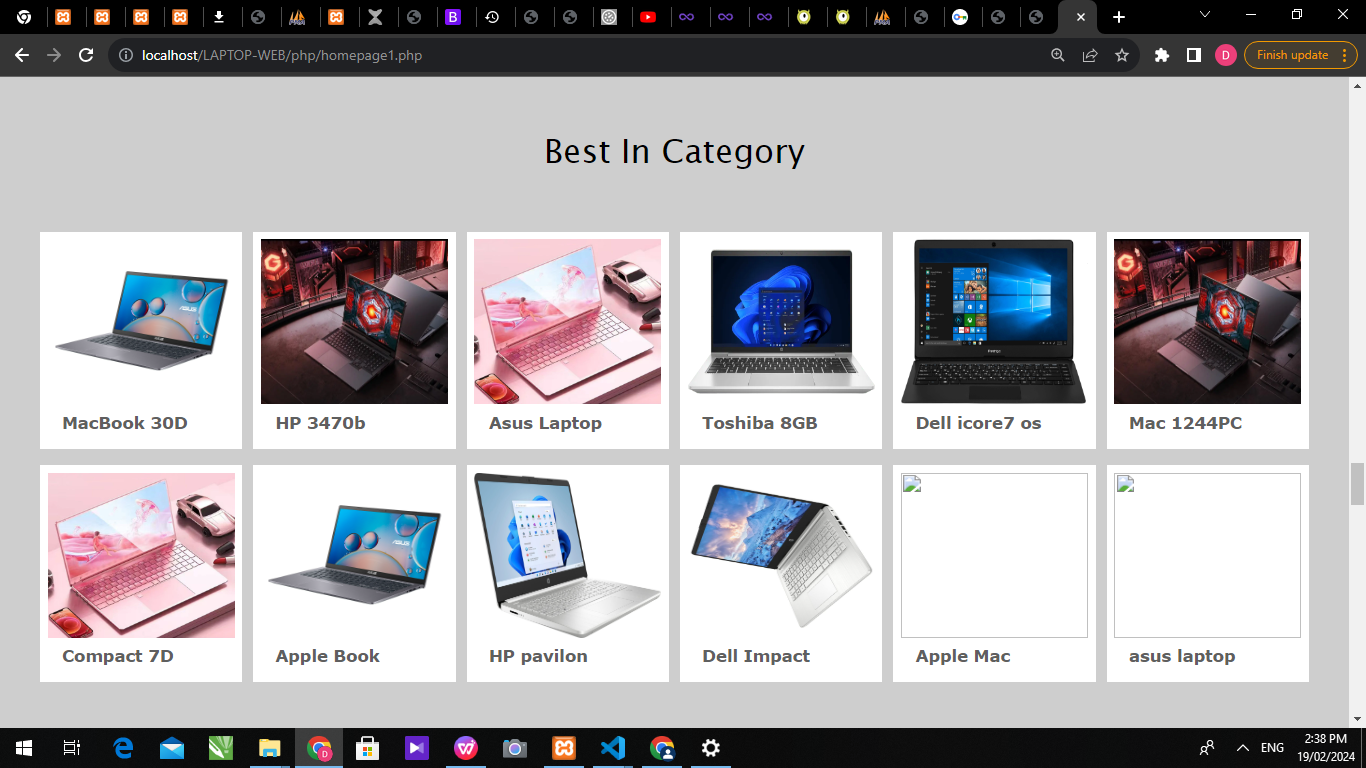 localhost/LAPTOP-WEB/php/homepage1.php
D
Finish update
Best In Category
MacBook 30D
HP 3470b
Asus Laptop
Toshiba 8GB
Dell icore7 os
Mac 1244PC
Compact 7D
Apple Book
HP pavilon
Dell Impact
Apple Mac
asus laptop
ENG
2:38 PM
19/02/2024